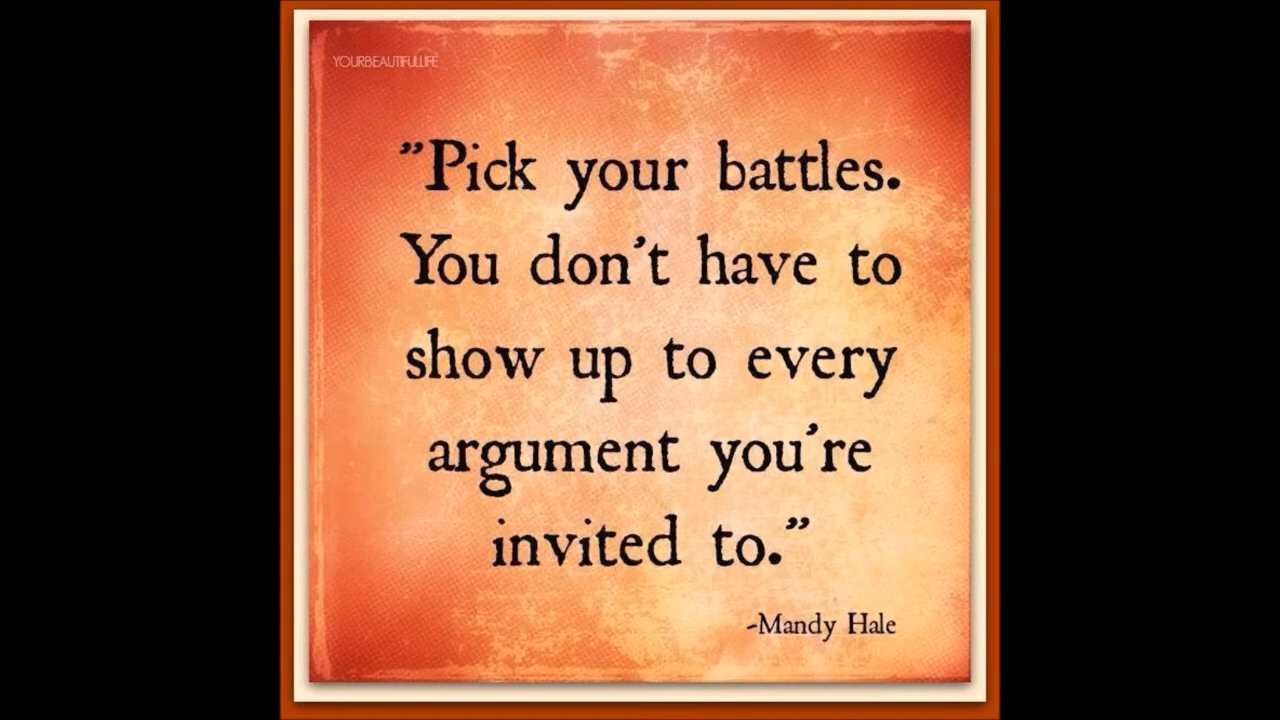 YOURBEAUTIFULLIFE
”Pick your battles.
You don’t have to
show up to every
argument you’re
invited to.”
-Mandy Hale